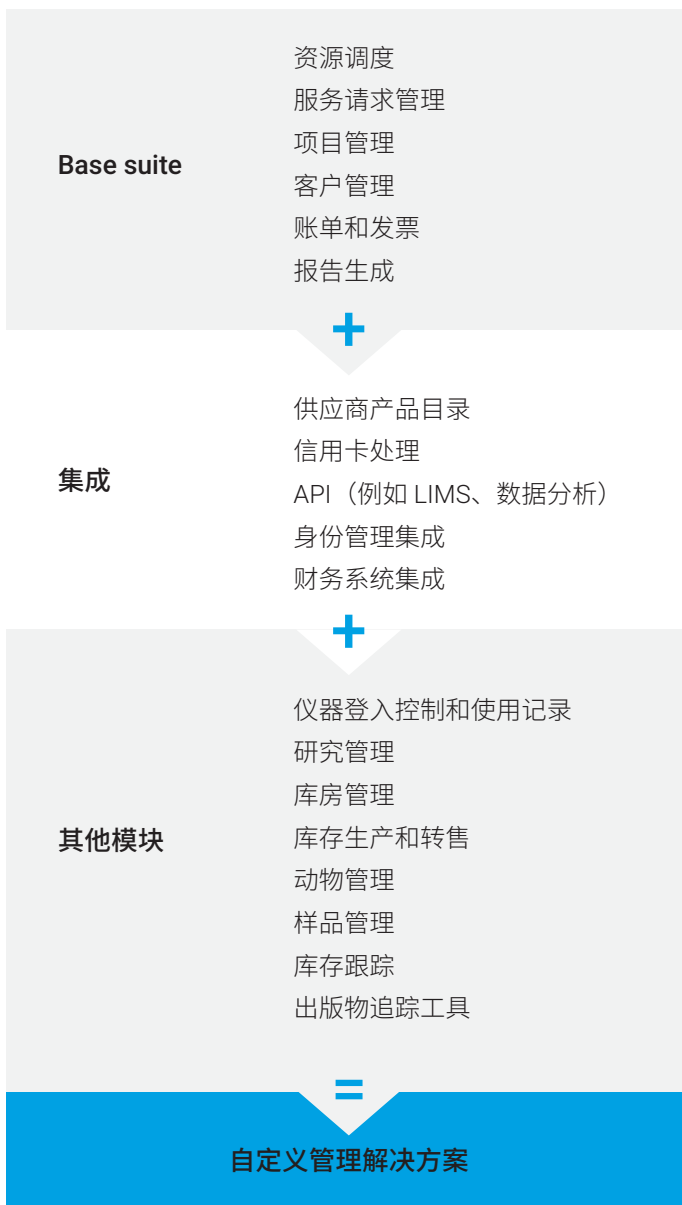 Base suite
资源调度
服务请求管理
项目管理
客户管理
账单和发票
报告生成
+
集成
供应商产品目录
信用卡处理
API（例如 LIMS、数据分析）
身份管理集成
财务系统集成
+
其他模块
仪器登入控制和使用记录
研究管理
库房管理
库存生产和转售
动物管理
样品管理
库存跟踪
出版物追踪工具
=
自定义管理解决方案